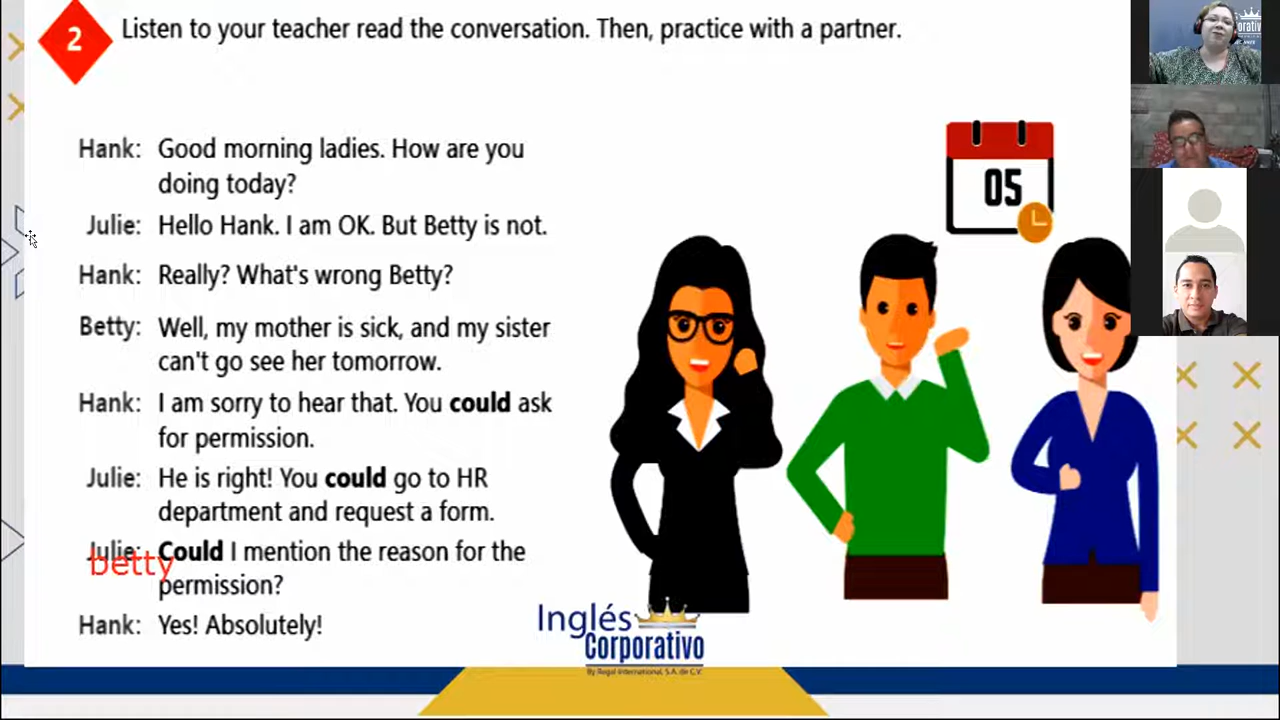 2
Listen to your teacher read the conversation. Then, practice with a partner.
Hank: Good morning ladies. How are you
doing today?
Julie: Hello Hank. I am OK. But Betty is not.
Hank: Really? What's wrong Betty?
Betty: Well, my mother is sick, and my sister
can't go see her tomorrow.
Hank: I am sorry to hear that. You could ask
for permission.
Julie: He is right! You could go to HR
department and request a form.
Julie: Could I mention the reason for the
betty
permission?
Hank: Yes! Absolutely!
05
Inglés
Corporativo
By Regal International, S.A. de C.V.